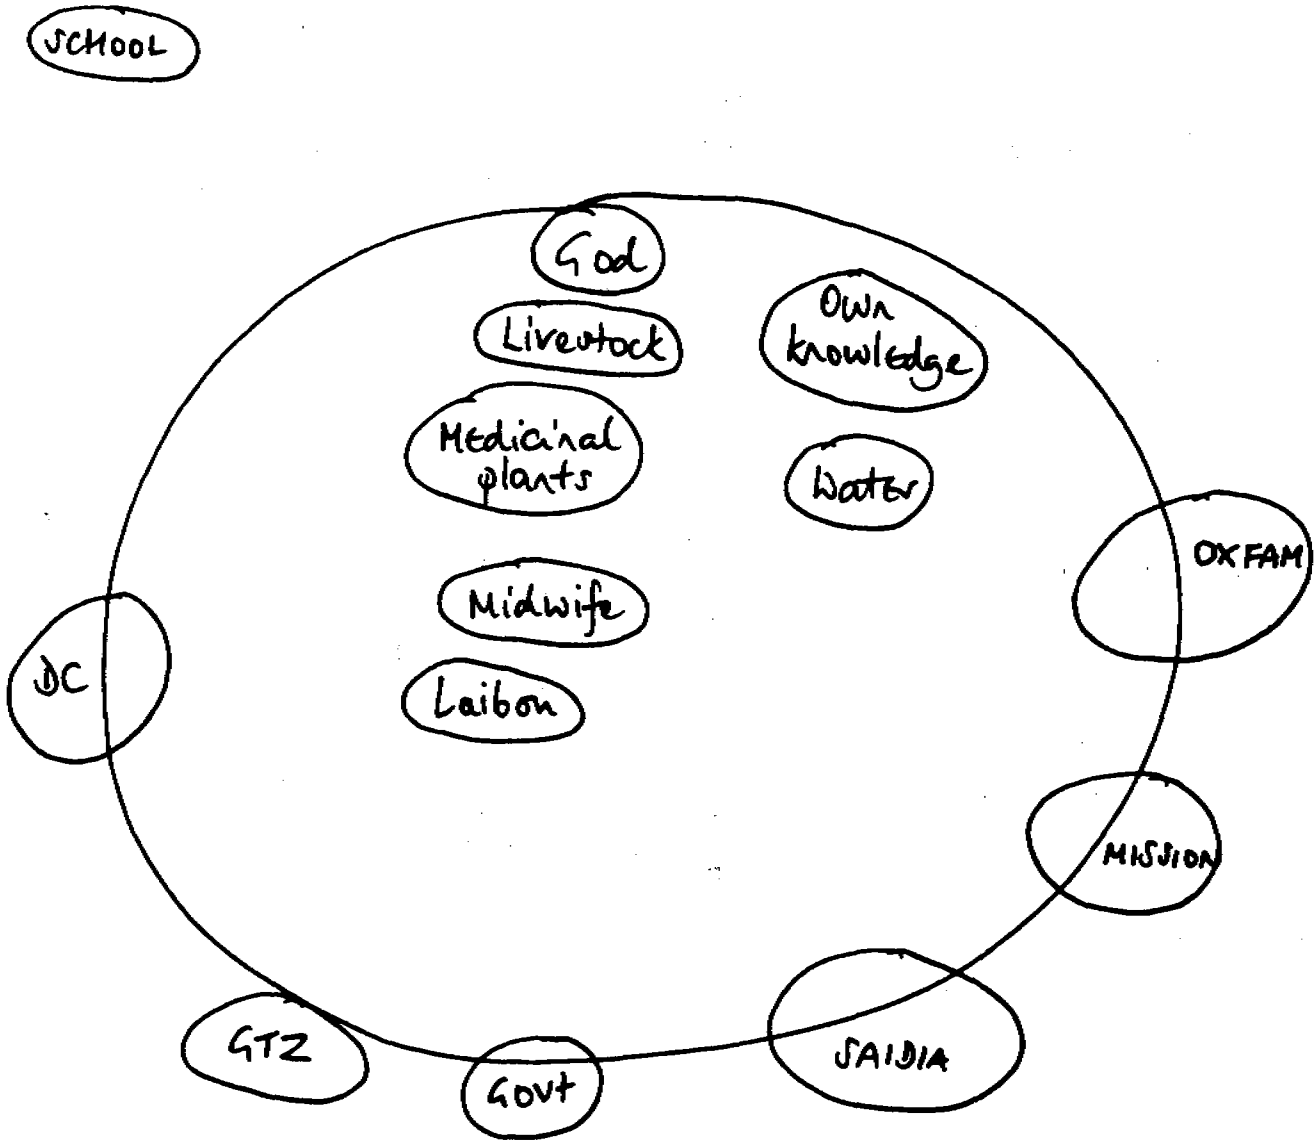 SCHOOL
God
Livestock
Own
knowledge
Medicinal
plants
Water
OXFAM
Midwife
DC
Laibon
MISSION
GTZ
SAIDIA
Govt